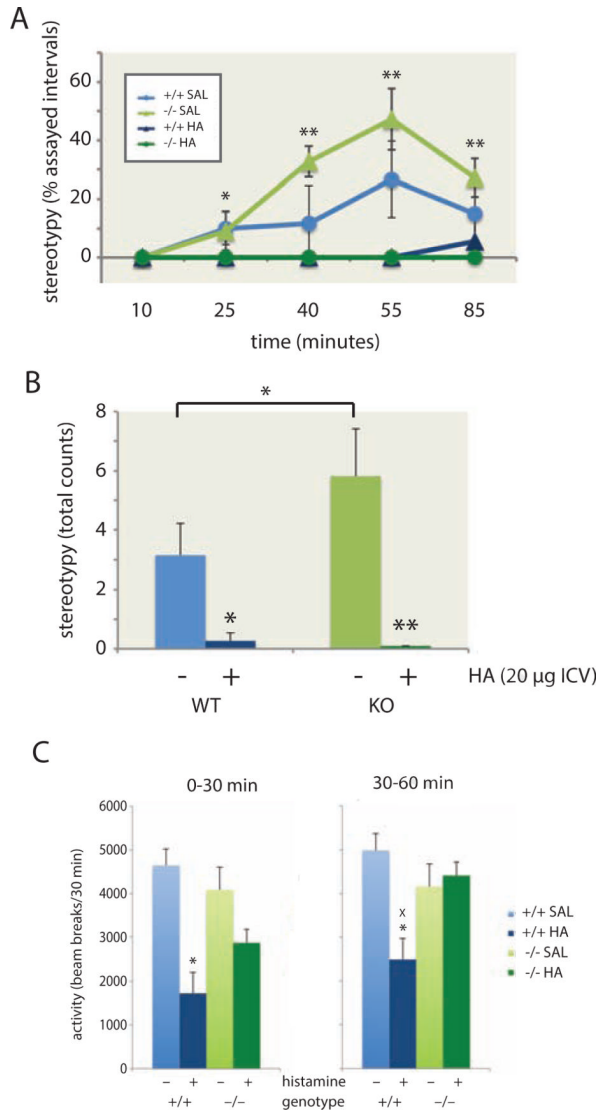 A
stereotypy (% assayed intervals)
60
40
20
0
+/+ SAL
-/- SAL
+/+ HA
-/- HA
*
**
**
**
10 25 40 55 85
time (minutes)
B
stereotypy (total counts)
8
6
4
2
0
*
*
**
- + - + HA (20 µg ICV)
WT KO
C
0-30 min 30-60 min
activity (beam breaks/30 min)
6000
5000
4000
3000
2000
1000
0
*
x
*
+/+ SAL
+/+ HA
-/- SAL
-/- HA
− + − + histamine − + − +
+/+ −/− genotype +/+ −/−